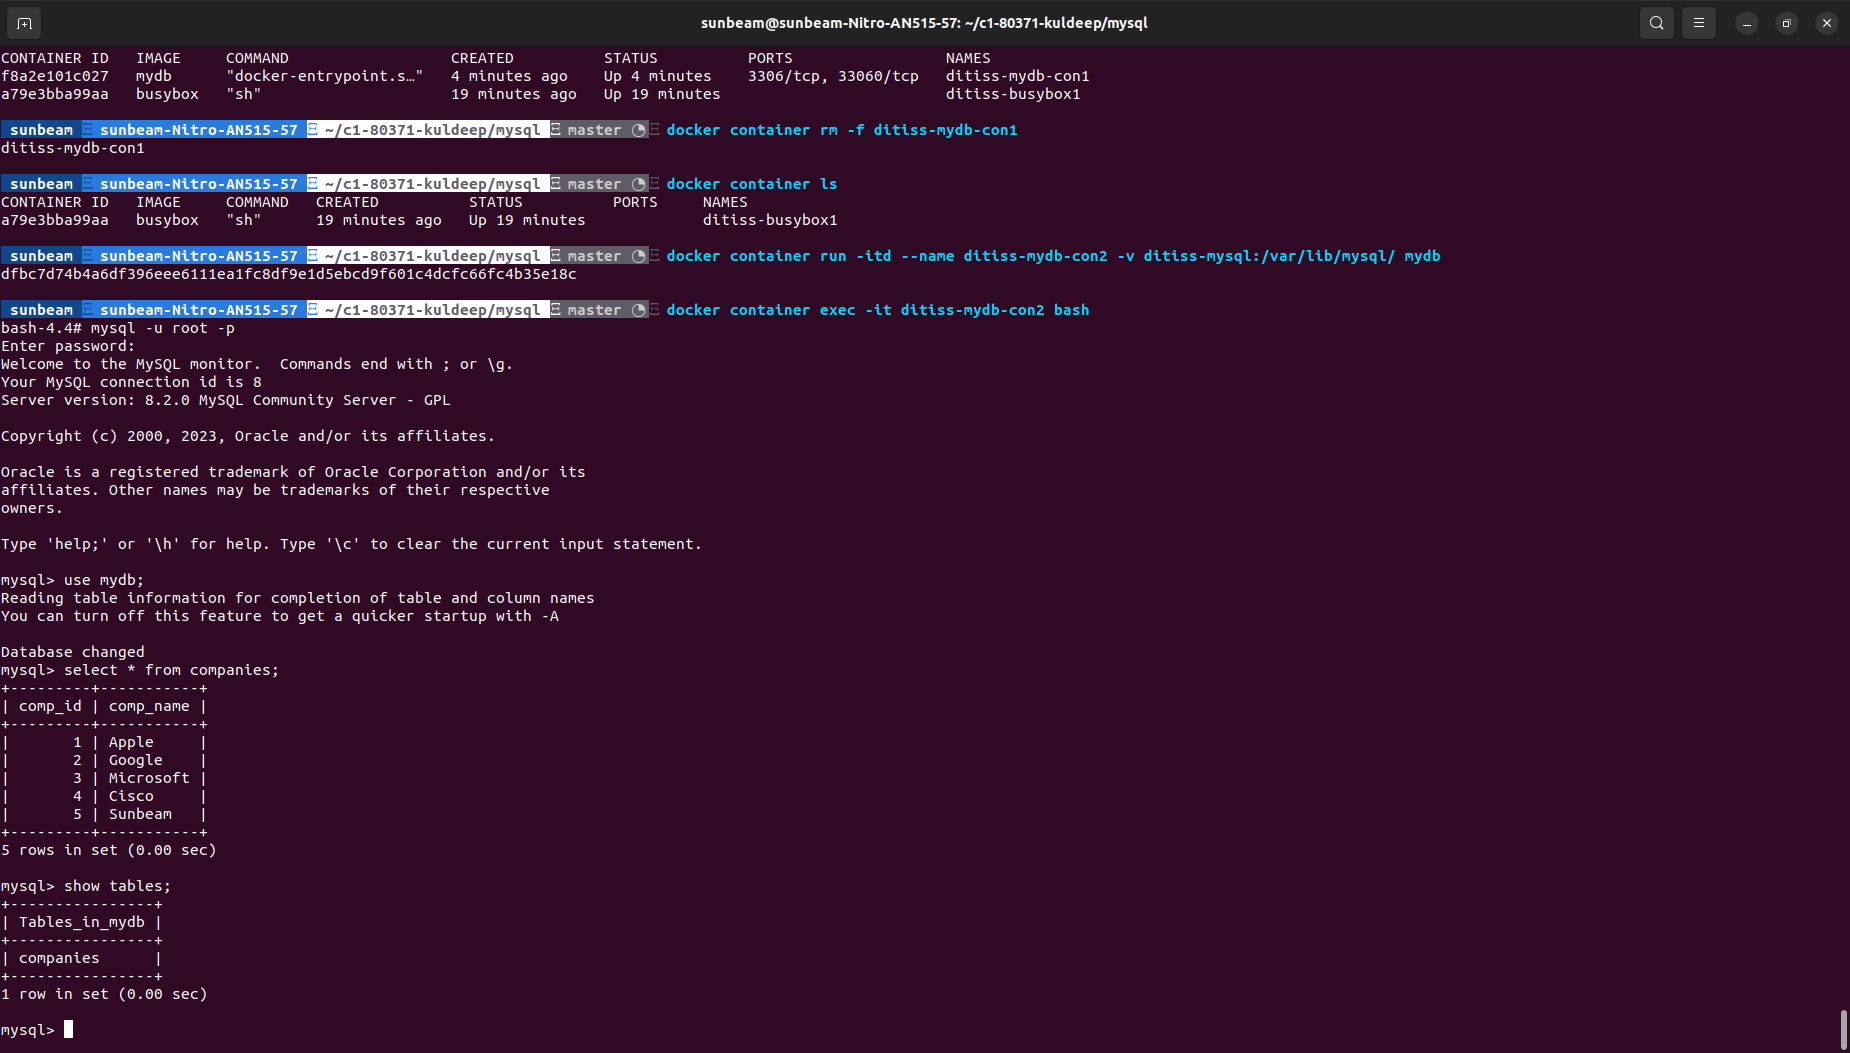 sunbeam@sunbeam-Nitro-AN515-57: ~/c1-80371-kuldeep/mysql
CONTAINER ID   IMAGE     COMMAND                  CREATED          STATUS          PORTS                 NAMES
f8a2e101c027   mydb      "docker-entrypoint.s…"   4 minutes ago    Up 4 minutes    3306/tcp, 33060/tcp   ditiss-mydb-con1
a79e3bba99aa   busybox   "sh"                     19 minutes ago   Up 19 minutes                         ditiss-busybox1
sunbeam sunbeam-Nitro-AN515-57 ~/c1-80371-kuldeep/mysql master docker container rm -f ditiss-mydb-con1
ditiss-mydb-con1
sunbeam sunbeam-Nitro-AN515-57 ~/c1-80371-kuldeep/mysql master docker container ls
CONTAINER ID   IMAGE     COMMAND   CREATED          STATUS          PORTS     NAMES
a79e3bba99aa   busybox   "sh"      19 minutes ago   Up 19 minutes             ditiss-busybox1
sunbeam sunbeam-Nitro-AN515-57 ~/c1-80371-kuldeep/mysql master docker container run -itd --name ditiss-mydb-con2 -v ditiss-mysql:/var/lib/mysql/ mydb
dfbc7d74b4a6df396eee6111ea1fc8df9e1d5ebcd9f601c4dcfc66fc4b35e18c
sunbeam sunbeam-Nitro-AN515-57 ~/c1-80371-kuldeep/mysql master docker container exec -it ditiss-mydb-con2 bash
bash-4.4# mysql -u root -p
Enter password:
Welcome to the MySQL monitor.  Commands end with ; or \g.
Your MySQL connection id is 8
Server version: 8.2.0 MySQL Community Server - GPL
Copyright (c) 2000, 2023, Oracle and/or its affiliates.
Oracle is a registered trademark of Oracle Corporation and/or its
affiliates. Other names may be trademarks of their respective
owners.
Type 'help;' or '\h' for help. Type '\c' to clear the current input statement.
mysql> use mydb;
Reading table information for completion of table and column names
You can turn off this feature to get a quicker startup with -A
Database changed
mysql> select * from companies;
+---------+-----------+
| comp_id | comp_name |
+---------+-----------+
|       1 | Apple     |
|       2 | Google    |
|       3 | Microsoft |
|       4 | Cisco     |
|       5 | Sunbeam   |
+---------+-----------+
5 rows in set (0.00 sec)
mysql> show tables;
+----------------+
| Tables_in_mydb |
+----------------+
| companies      |
+----------------+
1 row in set (0.00 sec)
mysql>